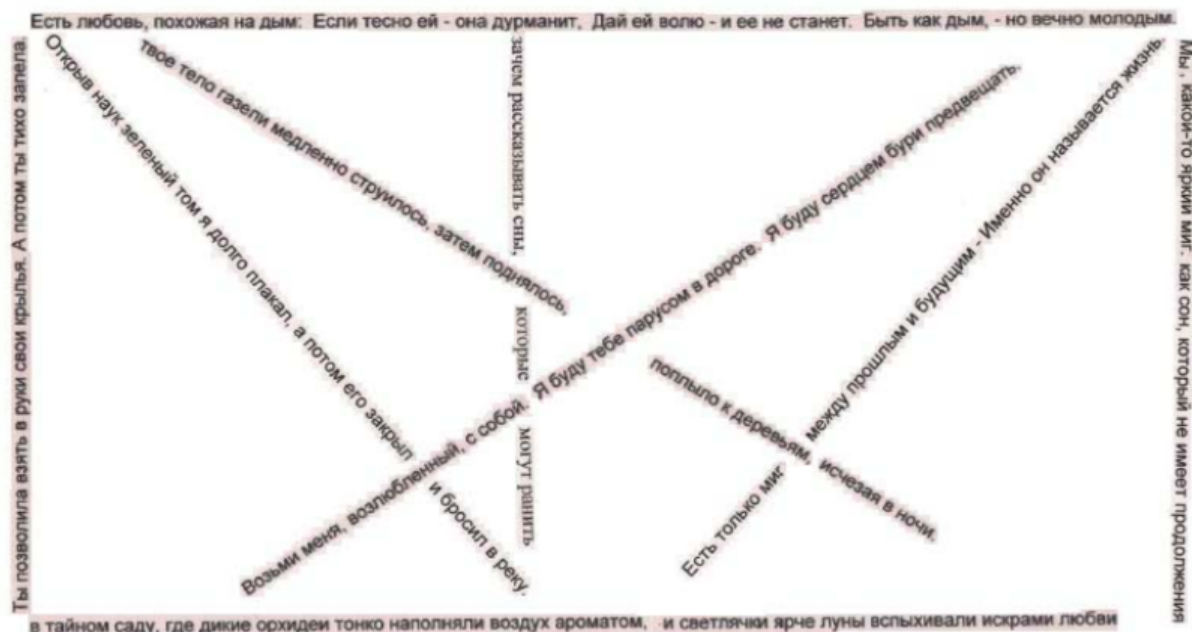 Есть любовь, похожая на дым: Если тесно ей - она дурманит, Дай ей волю - и ее не станет. Быть как дым, - но вечно молодым.
Ты позволила взять в руки свои крылья. А потом ты тихо запела.
Открыв наук зеленый том я долго плакал, а потом его закрыл и бросил в реку.
твое тело газели медленно струилось, затем поднялось, поплыло к деревьям, исчезая в ночи,
зачем рассказывать сны, которые могут ранить
Возьми меня, возлюбленный, с собой. Я буду тебе парусом в дороге. Я буду сердцем бури предвещать.
Есть только миг между прошлым и будущим - Именно он называется жизнь.
Мы , какой-то яркий миг. как сон, который не имеет продолжения
в тайном саду, где дикие орхидеи тонко наполняли воздух ароматом, и светлячки ярче луны вспыхивали искрами любви